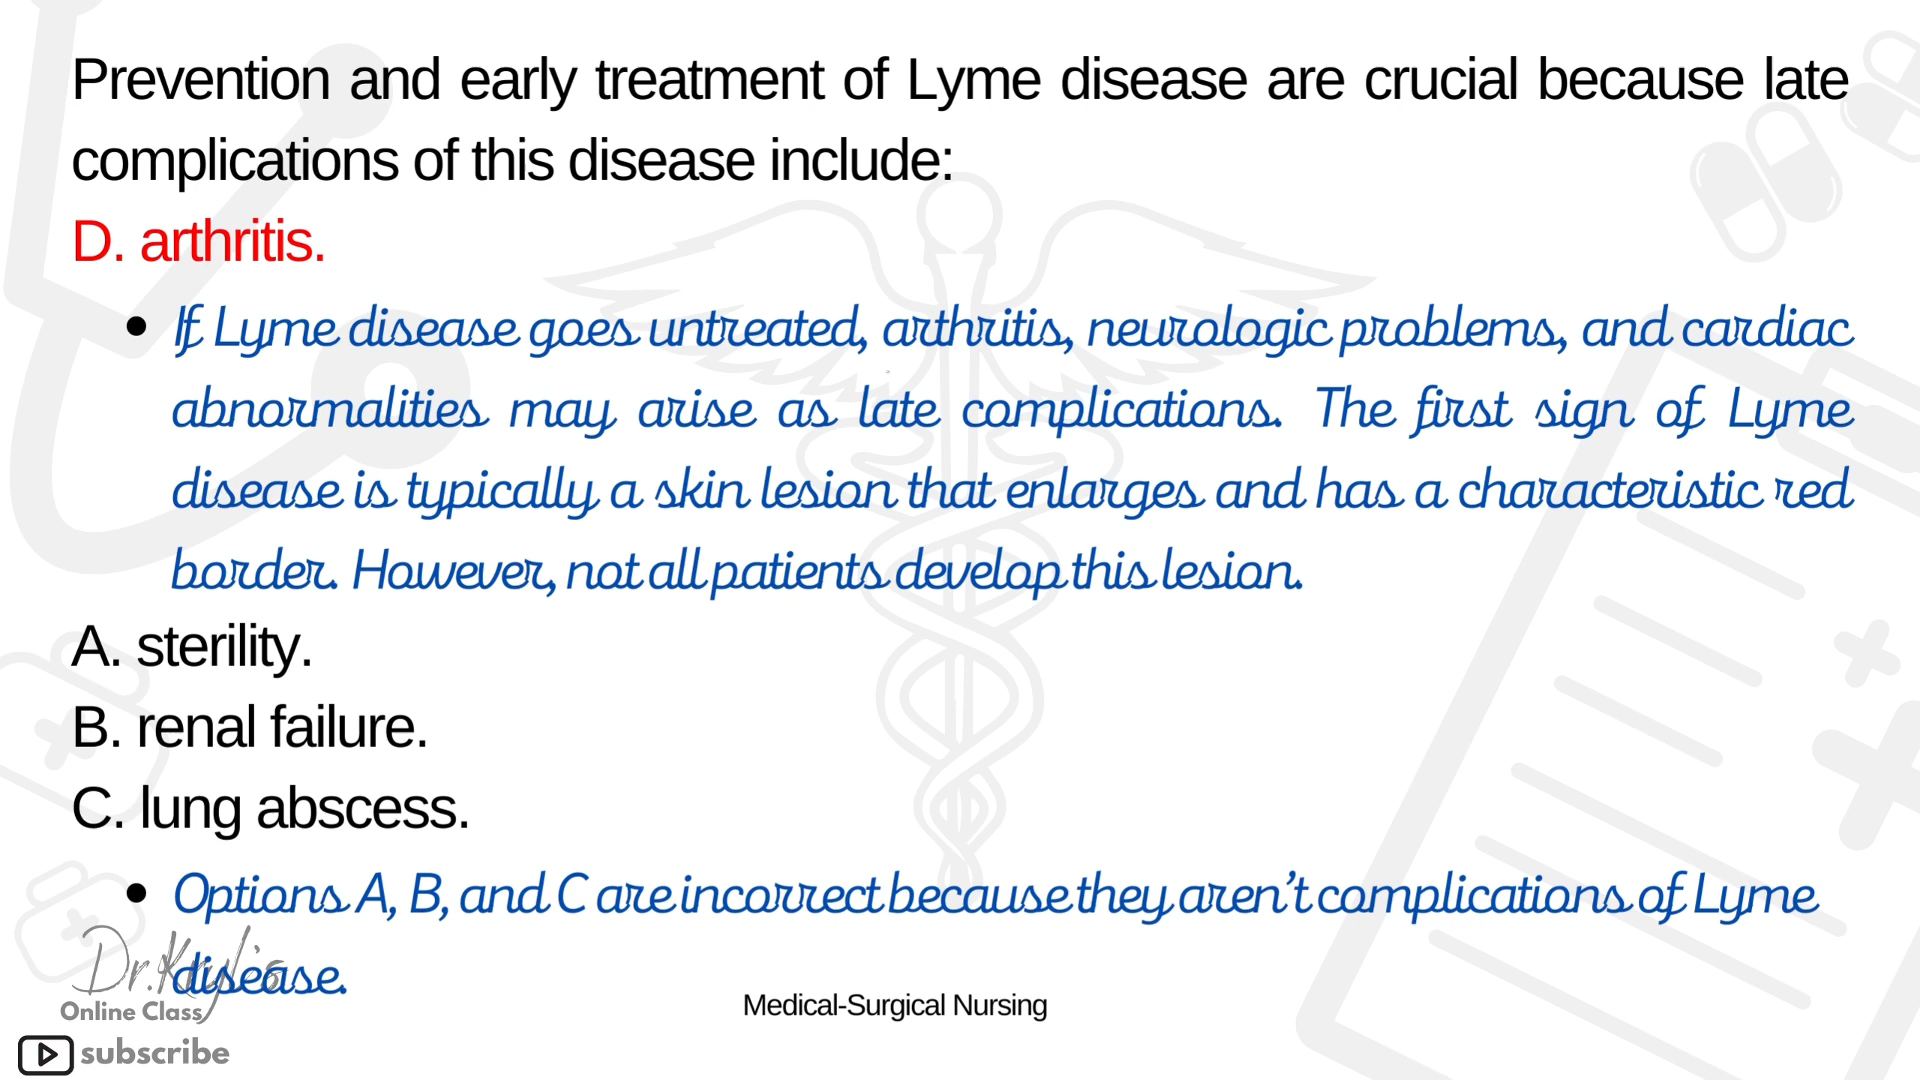 Prevention and early treatment of Lyme disease are crucial because late
complications of this disease include:
D. arthritis.
• If Lyme disease goes untreated, arthritis, neurologic problems, and cardiac
abnormalities may arise as late complications. The first sign of Lyme
disease is typically a skin lesion that enlarges and has a characteristic red
border. However, not all patients develop this lesion.
A. sterility.
B. renal failure.
C. lung abscess.
• Options A, B, and C are incorrect because they aren't complications of Lyme
disease.
Online Class
Medical-Surgical Nursing
subscribe